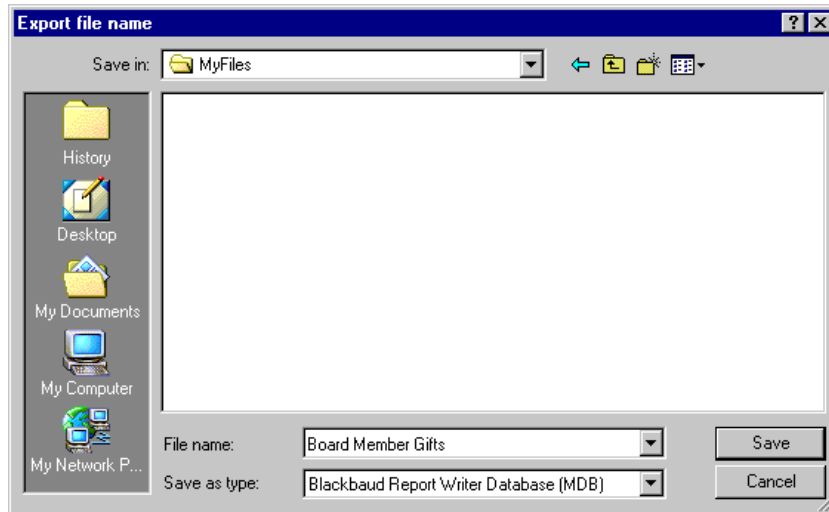 Export file name
Save in: MyFiles
History
Desktop
My Documents
My Computer
My Network P...
File name: Board Member Gifts Save
Save as type: Blackbaud Report Writer Database (MDB) Cancel